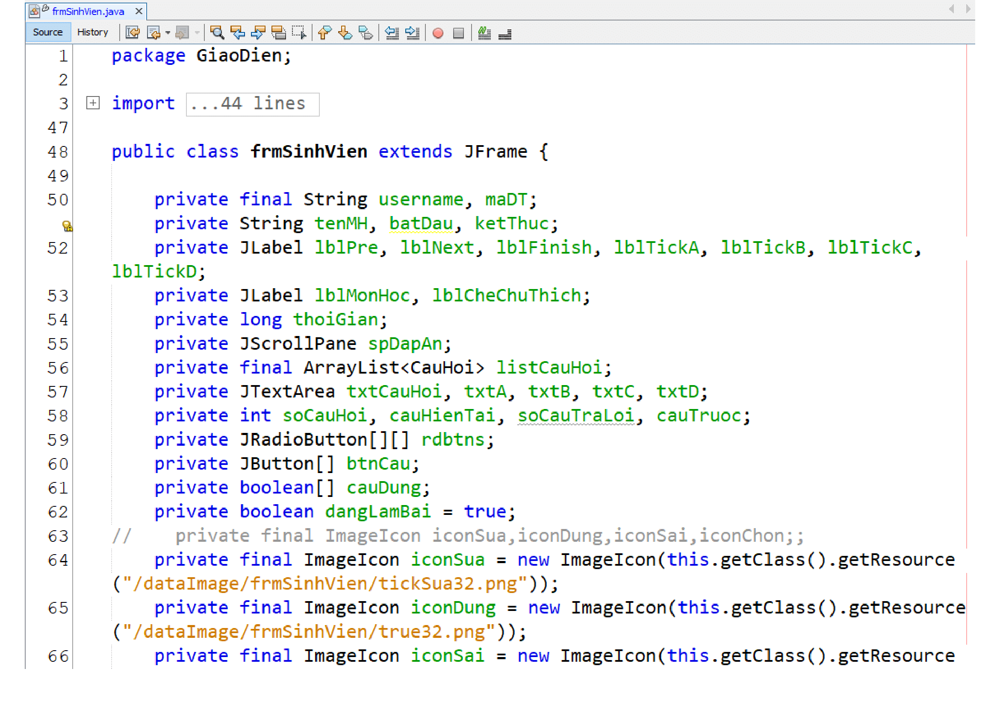 frmSinhVien.java
Source History
1 package GiaoDien;
2
3 import ...44 lines
47
48 public class frmSinhVien extends JFrame {
49
50 private final String username, maDT;
private String tenMH, batDau, ketThuc;
52 private JLabel lblPre, lblNext, lblFinish, lblTickA, lblTickB, lblTickC,
lblTickD;
53 private JLabel lblMonHoc, lblCheChuThich;
54 private long thoiGian;
55 private JScrollPane spDapAn;
56 private final ArrayList<CauHoi> listCauHoi;
57 private JTextArea txtCauHoi, txtA, txtB, txtC, txtD;
58 private int soCauHoi, cauHienTai, soCauTraLoi, cauTruoc;
59 private JRadioButton[][] rdbtns;
60 private JButton[] btnCau;
61 private boolean[] cauDung;
62 private boolean dangLamBai = true;
63 // private final ImageIcon iconSua,iconDung,iconSai,iconChon;;
64 private final ImageIcon iconSua = new ImageIcon(this.getClass().getResource
("/dataImage/frmSinhVien/tickSua32.png"));
65 private final ImageIcon iconDung = new ImageIcon(this.getClass().getResource
("/dataImage/frmSinhVien/true32.png"));
66 private final ImageIcon iconSai = new ImageIcon(this.getClass().getResource